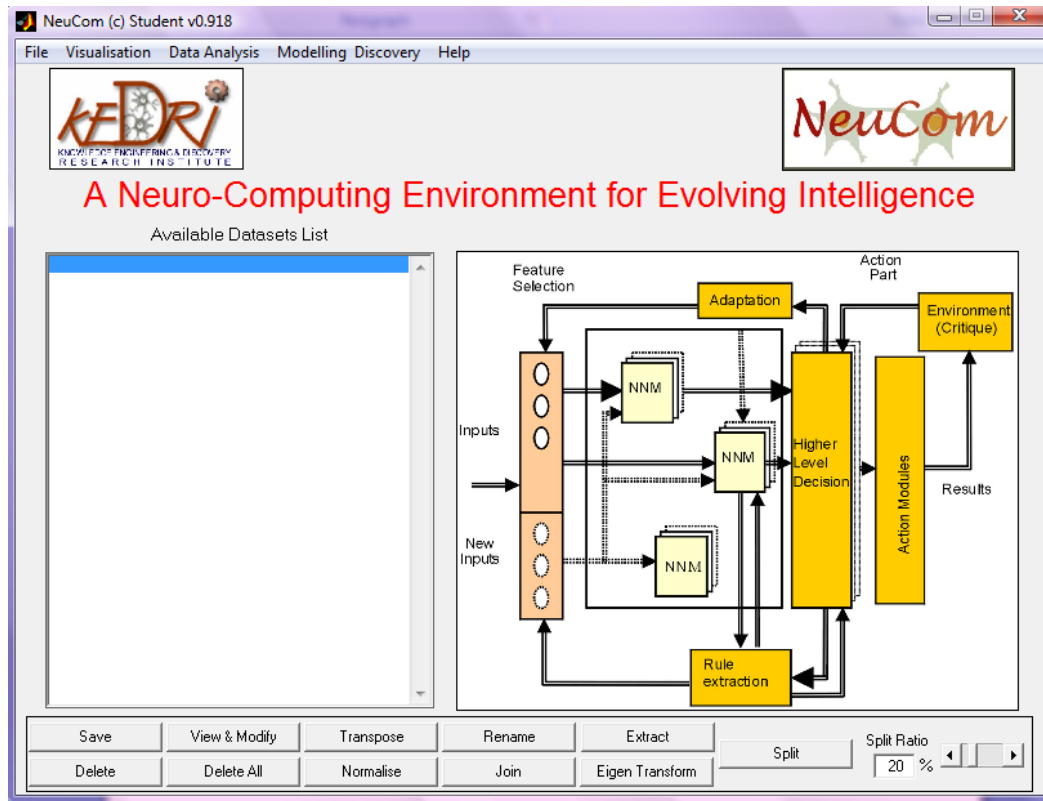 NeuCom (c) Student v0.918
File Visualisation Data Analysis Modelling Discovery Help
KEDRi
KNOWLEDGE ENGINEERING & DISCOVERY
RESEARCH INSTITUTE
NeuCom
A Neuro-Computing Environment for Evolving Intelligence
Available Datasets List
Feature
Selection
Adaptation
Action
Part
Environment
(Critique)
NNM
Inputs
NNM
Higher
Level
Decision
Action Modules
Results
New
Inputs
NNM
Rule
extraction
Save View & Modify Transpose Rename Extract
Split
Split Ratio
20 %
Delete Delete All Normalise Join Eigen Transform